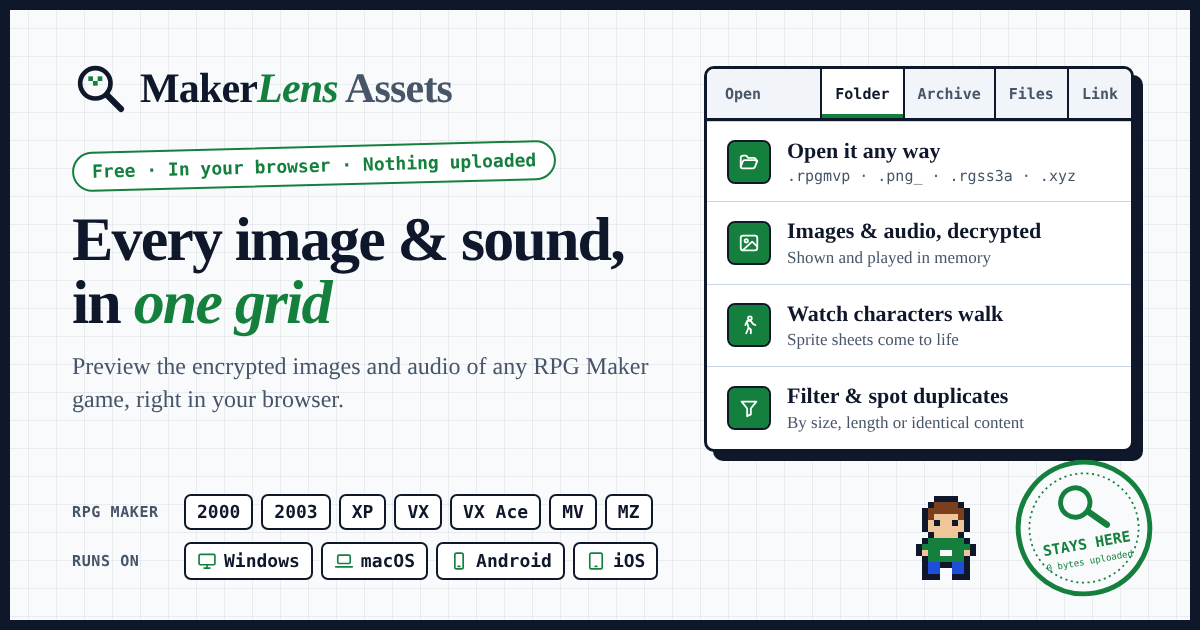 MakerLens Assets
Free · In your browser · Nothing uploaded
Every image & sound,
in one grid
Preview the encrypted images and audio of any RPG Maker
game, right in your browser.
RPG MAKER 2000 2003 XP VX VX Ace MV MZ
RUNS ON Windows macOS Android iOS
Open Folder Archive Files Link
Open it any way
.rpgmvp · .png_ · .rgss3a · .xyz
Images & audio, decrypted
Shown and played in memory
Watch characters walk
Sprite sheets come to life
Filter & spot duplicates
By size, length or identical content
STAYS HERE
0 bytes uploaded